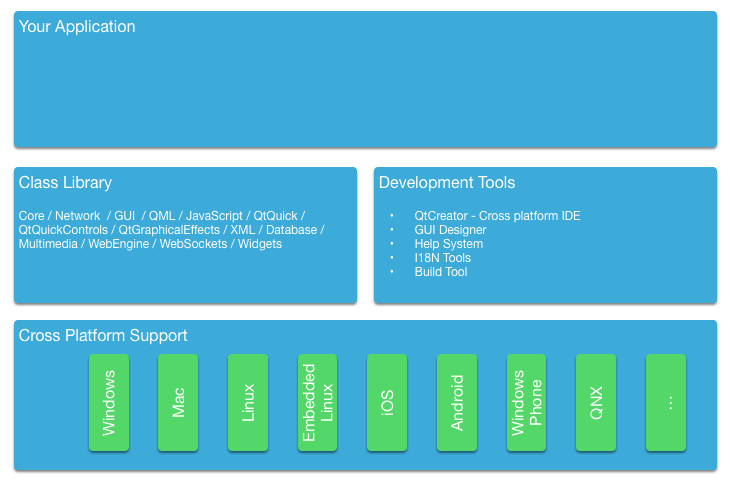 Your Application
Class Library
Core / Network  / GUI  / QML / JavaScript / QtQuick /
QtQuickControls / QtGraphicalEffects / XML / Database /
Multimedia / WebEngine / WebSockets / Widgets
Development Tools
• QtCreator - Cross platform IDE
• GUI Designer
• Help System
• I18N Tools
• Build Tool
Cross Platform Support
Windows
Mac
Linux
Embedded
Linux
iOS
Android
Windows
Phone
QNX
...